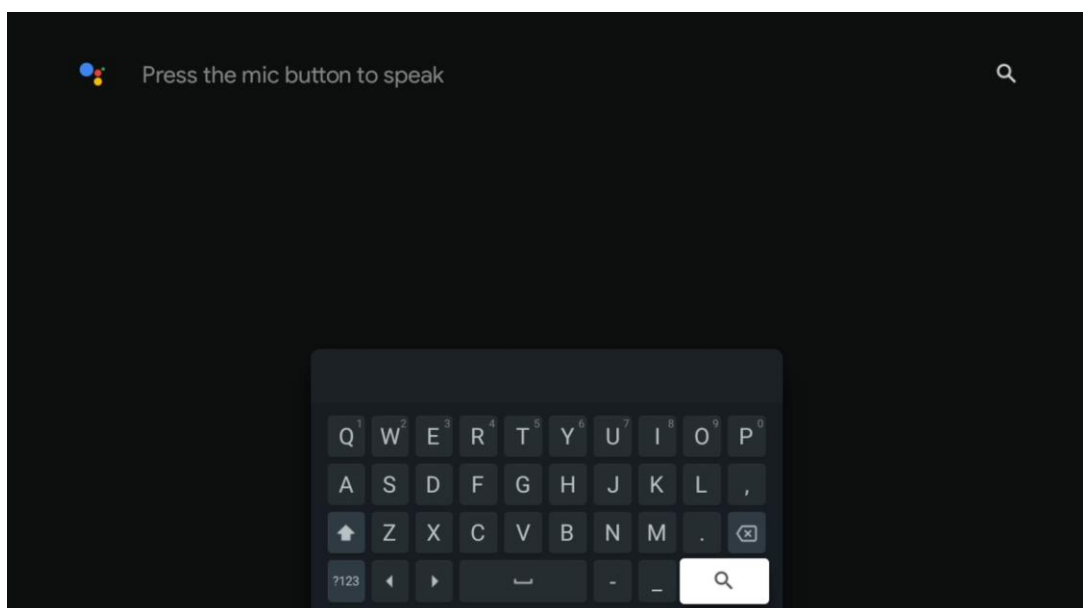 Press the mic button to speak
Q1 W2 E3 R4 T5 Y6 U7 I8 O9 P0
A S D F G H J K L ,
Z X C V B N M .
?123 - _